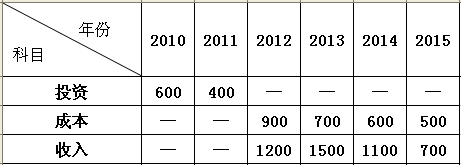 年份
科目
2010 2011 2012 2013 2014 2015
投资 600 400 — — — —
成本 — — 900 700 600 500
收入 — — 1200 1500 1100 700